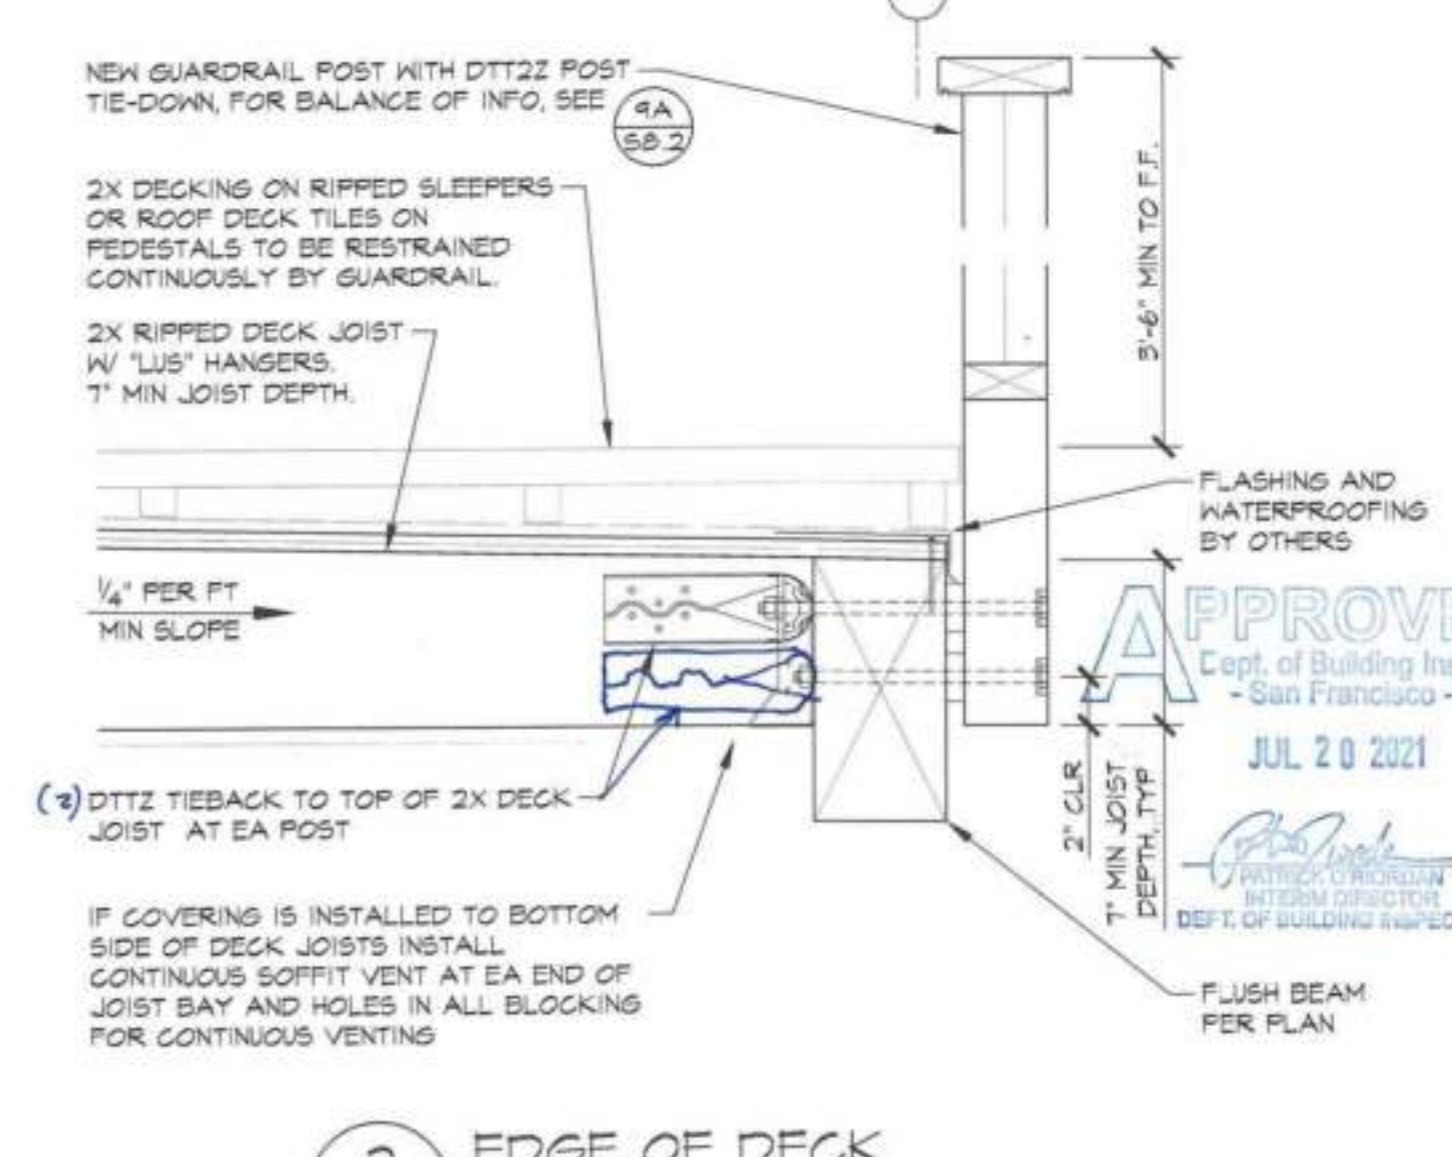 NEW GUARDRAIL POST WITH DTT2Z POST
TIE-DOWN, FOR BALANCE OF INFO, SEE
9A
S8.2
2X DECKING ON RIPPED SLEEPERS
OR ROOF DECK TILES ON
PEDESTALS TO BE RESTRAINED
CONTINUOUSLY BY GUARDRAIL.
2X RIPPED DECK JOIST
W/ "LUS" HANGERS.
7" MIN JOIST DEPTH.
3'-6" MIN TO F.F.
FLASHING AND
WATERPROOFING
BY OTHERS
1/4" PER FT
MIN SLOPE
APPROVE
Dept. of Building Ins
- San Francisco -
JUL 20 2021
PATRICK O'RIORDAN
INTERIM DIRECTOR
DEPT. OF BUILDING INSPEC
2" CLR
7" MIN JOIST
DEPTH, TYP
(2) DTTZ TIEBACK TO TOP OF 2X DECK
JOIST AT EA POST
IF COVERING IS INSTALLED TO BOTTOM
SIDE OF DECK JOISTS INSTALL
CONTINUOUS SOFFIT VENT AT EA END OF
JOIST BAY AND HOLES IN ALL BLOCKING
FOR CONTINUOUS VENTING
FLUSH BEAM
PER PLAN
EDGE OF DECK